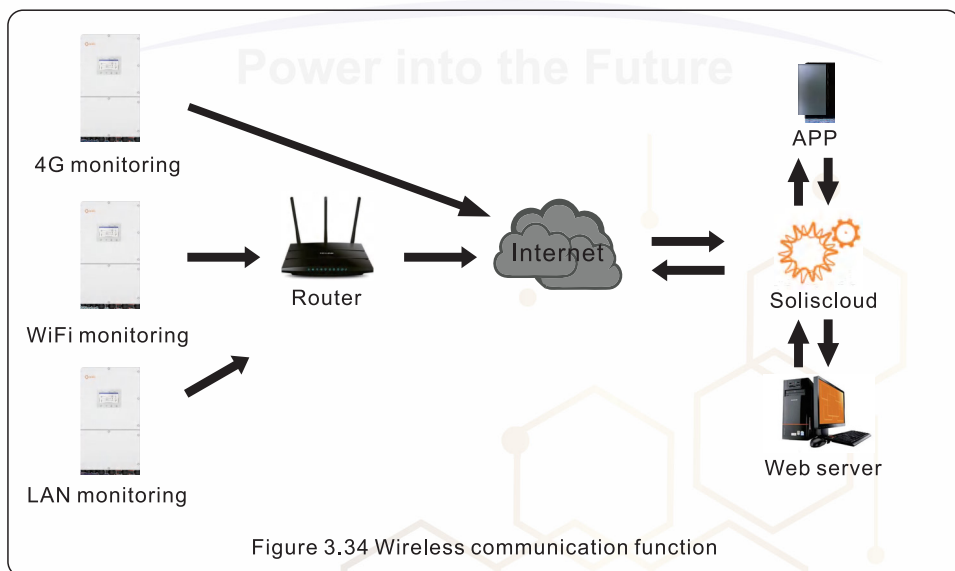 Power into the Future
4G monitoring
APP
Internet
Router
WiFi monitoring
Soliscloud
LAN monitoring
Web server
Figure 3.34 Wireless communication function